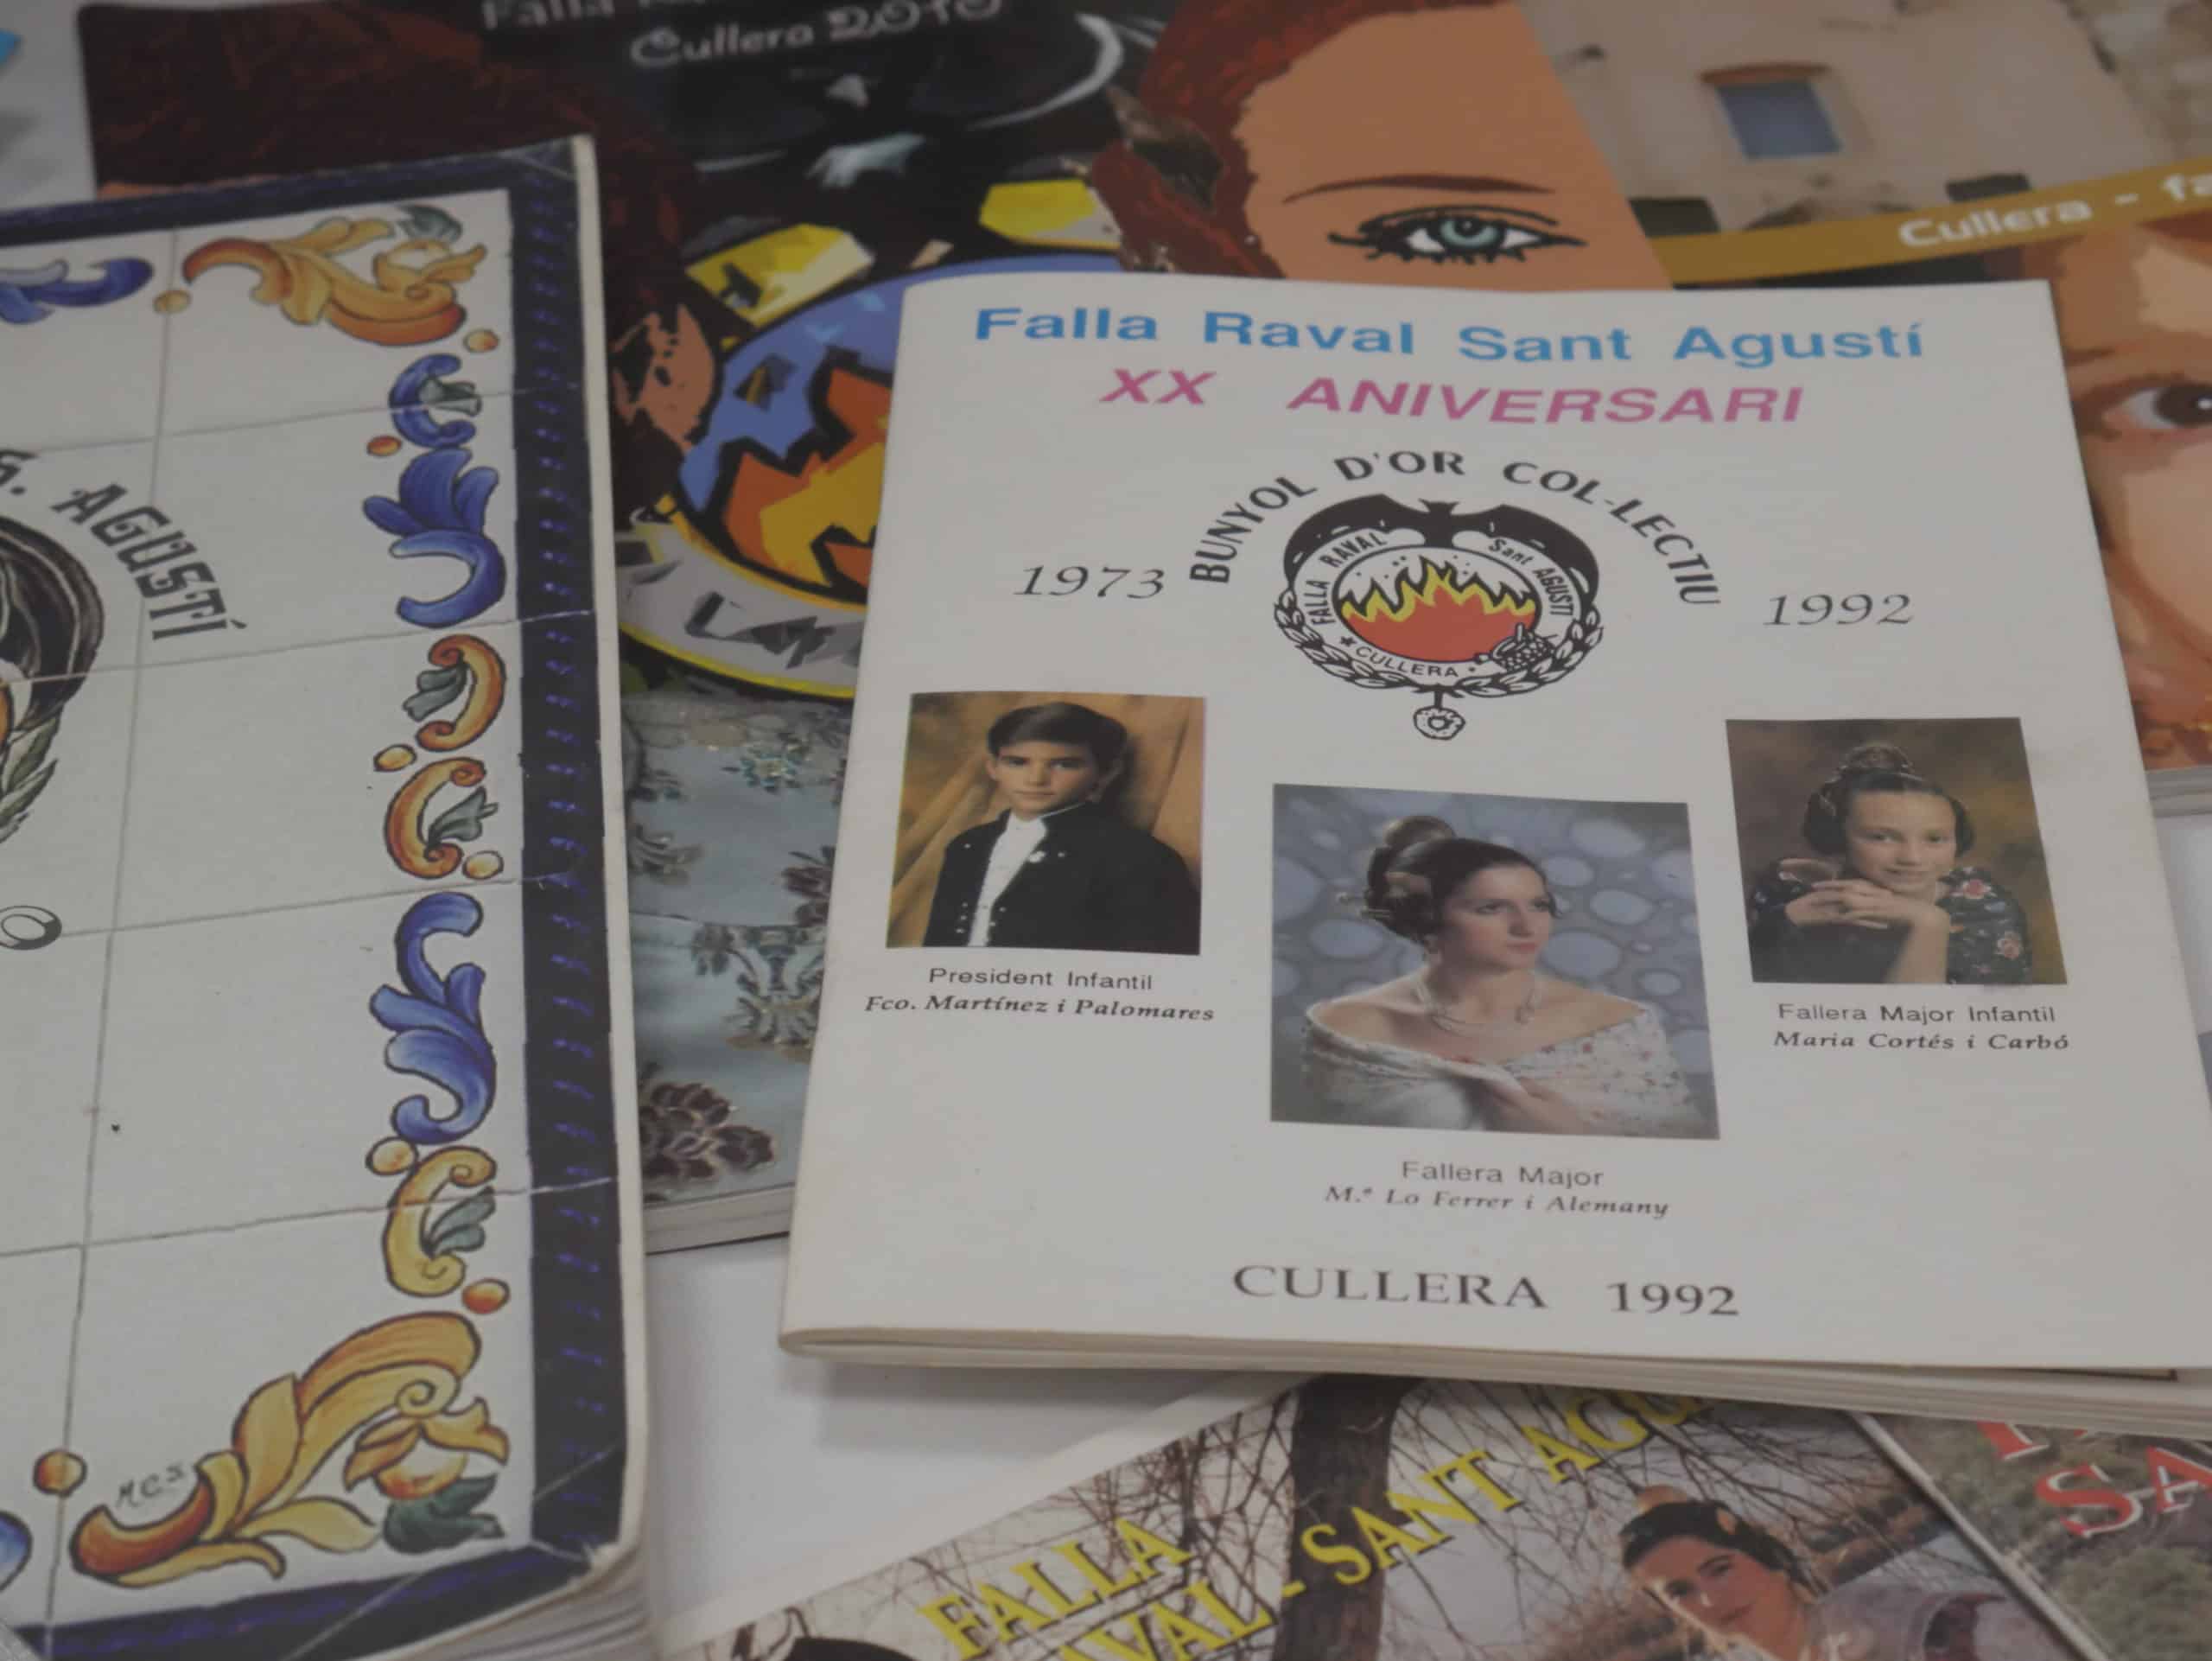 Falla
Cullera 2010
Cullera - fa
S. AGUSTÍ
M.C.S
Falla Raval Sant Agustí
XX ANIVERSARI
BUNYOL D'OR COL-LECTIU
1973
1992
FALLA RAVAL Sant AGUSTÍ
CULLERA
President Infantil
Fco. Martínez i Palomares
Fallera Major Infantil
Maria Cortés i Carbó
Fallera Major
M.ª Lo Ferrer i Alemany
CULLERA 1992
FALLA
AVAL - SANT AGU
SA